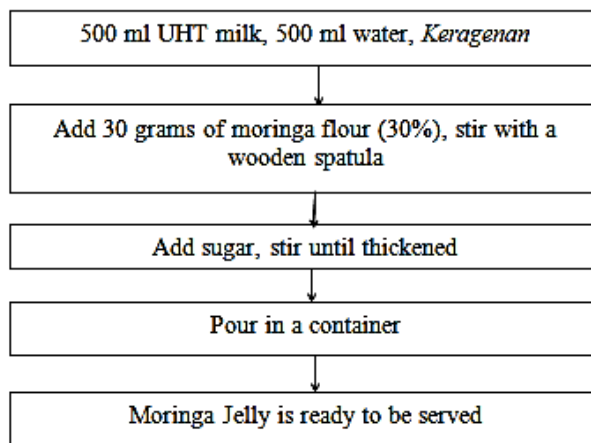 500 ml UHT milk, 500 ml water, Keragenan
Add 30 grams of moringa flour (30%), stir with a
wooden spatula
Add sugar, stir until thickened
Pour in a container
Moringa Jelly is ready to be served